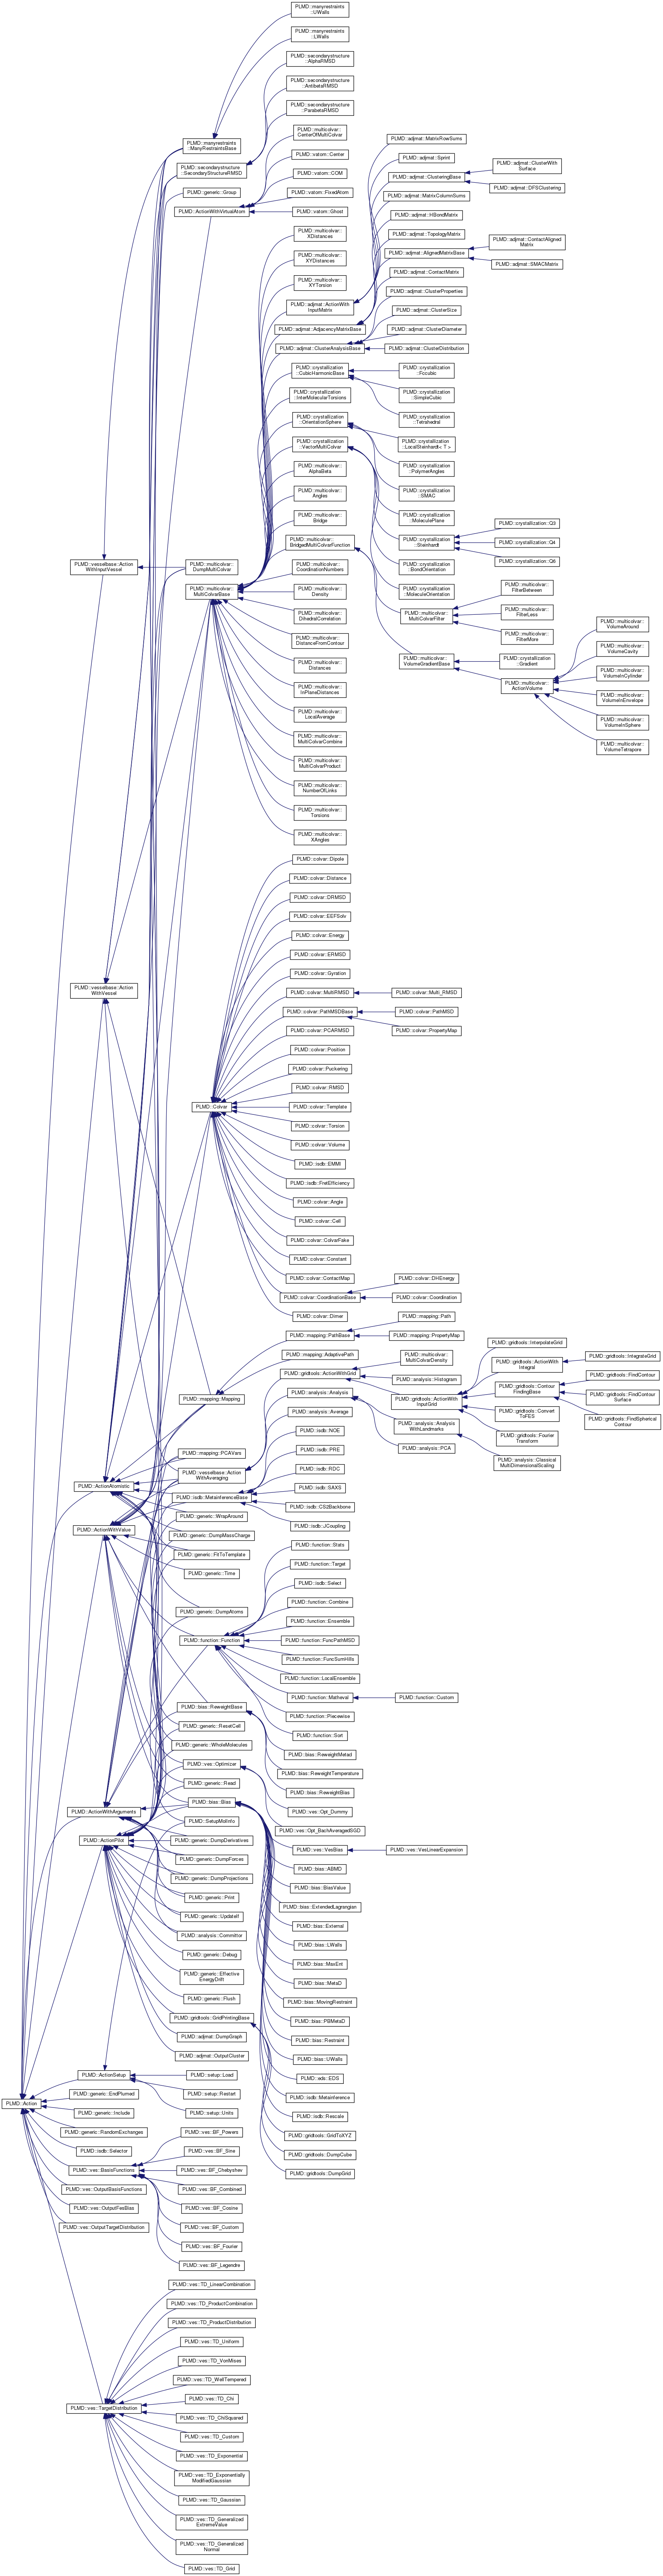 PLMD::manyrestraints
::UWalls
PLMD::manyrestraints
::LWalls
PLMD::secondarystructure
::AlphaRMSD
PLMD::secondarystructure
::AntibetaRMSD
PLMD::secondarystructure
::ParabetaRMSD
PLMD::multicolvar::
CenterOfMultiColvar
PLMD::vatom::Center
PLMD::vatom::COM
PLMD::vatom::FixedAtom
PLMD::vatom::Ghost
PLMD::manyrestraints
::ManyRestraintsBase
PLMD::secondarystructure
::SecondaryStructureRMSD
PLMD::generic::Group
PLMD::ActionWithVirtualAtom
PLMD::adjmat::MatrixRowSums
PLMD::adjmat::Sprint
PLMD::adjmat::ClusteringBase
PLMD::adjmat::ClusterWith
Surface
PLMD::adjmat::DFSClustering
PLMD::adjmat::MatrixColumnSums
PLMD::adjmat::HBondMatrix
PLMD::adjmat::TopologyMatrix
PLMD::adjmat::AlignedMatrixBase
PLMD::adjmat::ContactAligned
Matrix
PLMD::adjmat::SMACMatrix
PLMD::adjmat::ContactMatrix
PLMD::adjmat::ClusterProperties
PLMD::adjmat::ClusterSize
PLMD::adjmat::ClusterDiameter
PLMD::adjmat::ClusterDistribution
PLMD::multicolvar::
XDistances
PLMD::multicolvar::
XYDistances
PLMD::multicolvar::
XYTorsion
PLMD::adjmat::ActionWith
InputMatrix
PLMD::adjmat::AdjacencyMatrixBase
PLMD::adjmat::ClusterAnalysisBase
PLMD::crystallization
::CubicHarmonicBase
PLMD::crystallization
::InterMolecularTorsions
PLMD::crystallization
::OrientationSphere
PLMD::crystallization
::VectorMultiColvar
PLMD::multicolvar::
AlphaBeta
PLMD::multicolvar::
Angles
PLMD::multicolvar::
Bridge
PLMD::multicolvar::
BridgedMultiColvarFunction
PLMD::multicolvar::
CoordinationNumbers
PLMD::multicolvar::
Density
PLMD::multicolvar::
DihedralCorrelation
PLMD::multicolvar::
DistanceFromContour
PLMD::multicolvar::
Distances
PLMD::multicolvar::
InPlaneDistances
PLMD::multicolvar::
LocalAverage
PLMD::multicolvar::
MultiColvarCombine
PLMD::multicolvar::
MultiColvarProduct
PLMD::multicolvar::
NumberOfLinks
PLMD::multicolvar::
Torsions
PLMD::multicolvar::
XAngles
PLMD::crystallization
::Fccubic
PLMD::crystallization
::SimpleCubic
PLMD::crystallization
::Tetrahedral
PLMD::crystallization
::LocalSteinhardt< T >
PLMD::crystallization
::PolymerAngles
PLMD::crystallization
::SMAC
PLMD::crystallization
::MoleculePlane
PLMD::crystallization
::Steinhardt
PLMD::crystallization::Q3
PLMD::crystallization::Q4
PLMD::crystallization::Q6
PLMD::crystallization
::BondOrientation
PLMD::crystallization
::MoleculeOrientation
PLMD::multicolvar::
MultiColvarFilter
PLMD::multicolvar::
FilterBetween
PLMD::multicolvar::
FilterLess
PLMD::multicolvar::
FilterMore
PLMD::multicolvar::
VolumeGradientBase
PLMD::crystallization
::Gradient
PLMD::multicolvar::
ActionVolume
PLMD::multicolvar::
VolumeAround
PLMD::multicolvar::
VolumeCavity
PLMD::multicolvar::
VolumeInCylinder
PLMD::multicolvar::
VolumeInEnvelope
PLMD::multicolvar::
VolumeInSphere
PLMD::multicolvar::
VolumeTetrapore
PLMD::vesselbase::Action
WithInputVessel
PLMD::multicolvar::
DumpMultiColvar
PLMD::multicolvar::
MultiColvarBase
PLMD::vesselbase::Action
WithVessel
PLMD::Colvar
PLMD::colvar::Dipole
PLMD::colvar::Distance
PLMD::colvar::DRMSD
PLMD::colvar::EEFSolv
PLMD::colvar::Energy
PLMD::colvar::ERMSD
PLMD::colvar::Gyration
PLMD::colvar::MultiRMSD
PLMD::colvar::Multi_RMSD
PLMD::colvar::PathMSDBase
PLMD::colvar::PathMSD
PLMD::colvar::PropertyMap
PLMD::colvar::PCARMSD
PLMD::colvar::Position
PLMD::colvar::Puckering
PLMD::colvar::RMSD
PLMD::colvar::Template
PLMD::colvar::Torsion
PLMD::colvar::Volume
PLMD::isdb::EMMI
PLMD::isdb::FretEfficiency
PLMD::colvar::Angle
PLMD::colvar::Cell
PLMD::colvar::ColvarFake
PLMD::colvar::Constant
PLMD::colvar::ContactMap
PLMD::colvar::CoordinationBase
PLMD::colvar::DHEnergy
PLMD::colvar::Coordination
PLMD::colvar::Dimer
PLMD::mapping::PathBase
PLMD::mapping::Path
PLMD::mapping::PropertyMap
PLMD::mapping::AdaptivePath
PLMD::gridtools::ActionWithGrid
PLMD::multicolvar::
MultiColvarDensity
PLMD::analysis::Histogram
PLMD::gridtools::ActionWith
InputGrid
PLMD::gridtools::InterpolateGrid
PLMD::gridtools::ActionWith
Integral
PLMD::gridtools::IntegrateGrid
PLMD::gridtools::Contour
FindingBase
PLMD::gridtools::FindContour
PLMD::gridtools::FindContour
Surface
PLMD::gridtools::FindSpherical
Contour
PLMD::gridtools::Convert
ToFES
PLMD::gridtools::Fourier
Transform
PLMD::analysis::Analysis
PLMD::analysis::Analysis
WithLandmarks
PLMD::analysis::Classical
MultiDimensionalScaling
PLMD::analysis::PCA
PLMD::analysis::Average
PLMD::isdb::NOE
PLMD::isdb::PRE
PLMD::isdb::RDC
PLMD::isdb::SAXS
PLMD::isdb::CS2Backbone
PLMD::isdb::JCoupling
PLMD::mapping::Mapping
PLMD::mapping::PCAVars
PLMD::vesselbase::Action
WithAveraging
PLMD::isdb::MetainferenceBase
PLMD::generic::WrapAround
PLMD::generic::DumpMassCharge
PLMD::generic::FitToTemplate
PLMD::generic::Time
PLMD::generic::DumpAtoms
PLMD::ActionAtomistic
PLMD::ActionWithValue
PLMD::function::Function
PLMD::function::Stats
PLMD::function::Target
PLMD::isdb::Select
PLMD::function::Combine
PLMD::function::Ensemble
PLMD::function::FuncPathMSD
PLMD::function::FuncSumHills
PLMD::function::LocalEnsemble
PLMD::function::Matheval
PLMD::function::Custom
PLMD::function::Piecewise
PLMD::function::Sort
PLMD::bias::ReweightMetad
PLMD::bias::ReweightTemperature
PLMD::bias::ReweightBias
PLMD::ves::Opt_Dummy
PLMD::ves::Opt_BachAveragedSGD
PLMD::bias::ReweightBase
PLMD::generic::ResetCell
PLMD::generic::WholeMolecules
PLMD::ves::Optimizer
PLMD::generic::Read
PLMD::bias::Bias
PLMD::SetupMolInfo
PLMD::ActionWithArguments
PLMD::ActionPilot
PLMD::generic::DumpDerivatives
PLMD::generic::DumpForces
PLMD::generic::DumpProjections
PLMD::generic::Print
PLMD::generic::UpdateIf
PLMD::analysis::Committor
PLMD::generic::Debug
PLMD::generic::Effective
EnergyDrift
PLMD::generic::Flush
PLMD::gridtools::GridPrintingBase
PLMD::adjmat::DumpGraph
PLMD::adjmat::OutputCluster
PLMD::ves::VesBias
PLMD::ves::VesLinearExpansion
PLMD::bias::ABMD
PLMD::bias::BiasValue
PLMD::bias::ExtendedLagrangian
PLMD::bias::External
PLMD::bias::LWalls
PLMD::bias::MaxEnt
PLMD::bias::MetaD
PLMD::bias::MovingRestraint
PLMD::bias::PBMetaD
PLMD::bias::Restraint
PLMD::bias::UWalls
PLMD::eds::EDS
PLMD::isdb::Metainference
PLMD::isdb::Rescale
PLMD::gridtools::GridToXYZ
PLMD::gridtools::DumpCube
PLMD::gridtools::DumpGrid
PLMD::Action
PLMD::ActionSetup
PLMD::setup::Load
PLMD::setup::Restart
PLMD::setup::Units
PLMD::generic::EndPlumed
PLMD::generic::Include
PLMD::generic::RandomExchanges
PLMD::isdb::Selector
PLMD::ves::BasisFunctions
PLMD::ves::BF_Powers
PLMD::ves::BF_Sine
PLMD::ves::BF_Chebyshev
PLMD::ves::BF_Combined
PLMD::ves::BF_Cosine
PLMD::ves::BF_Custom
PLMD::ves::BF_Fourier
PLMD::ves::BF_Legendre
PLMD::ves::OutputBasisFunctions
PLMD::ves::OutputFesBias
PLMD::ves::OutputTargetDistribution
PLMD::ves::TargetDistribution
PLMD::ves::TD_LinearCombination
PLMD::ves::TD_ProductCombination
PLMD::ves::TD_ProductDistribution
PLMD::ves::TD_Uniform
PLMD::ves::TD_VonMises
PLMD::ves::TD_WellTempered
PLMD::ves::TD_Chi
PLMD::ves::TD_ChiSquared
PLMD::ves::TD_Custom
PLMD::ves::TD_Exponential
PLMD::ves::TD_Exponentially
ModifiedGaussian
PLMD::ves::TD_Gaussian
PLMD::ves::TD_Generalized
ExtremeValue
PLMD::ves::TD_Generalized
Normal
PLMD::ves::TD_Grid